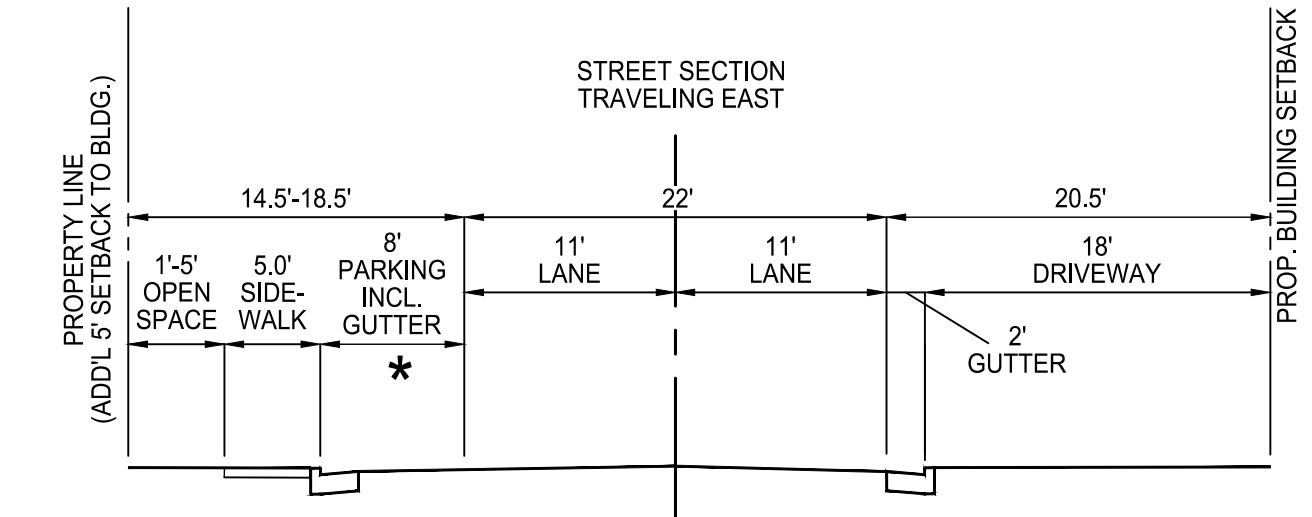 STREET SECTION
TRAVELING EAST
PROPERTY LINE
(ADD'L 5' SETBACK TO BLDG.)
PROP. BUILDING SETBACK
14.5'-18.5'
22'
20.5'
1'-5'
OPEN
SPACE
5.0'
SIDE-
WALK
8'
PARKING
INCL.
GUTTER
*
11'
LANE
11'
LANE
18'
DRIVEWAY
2'
GUTTER